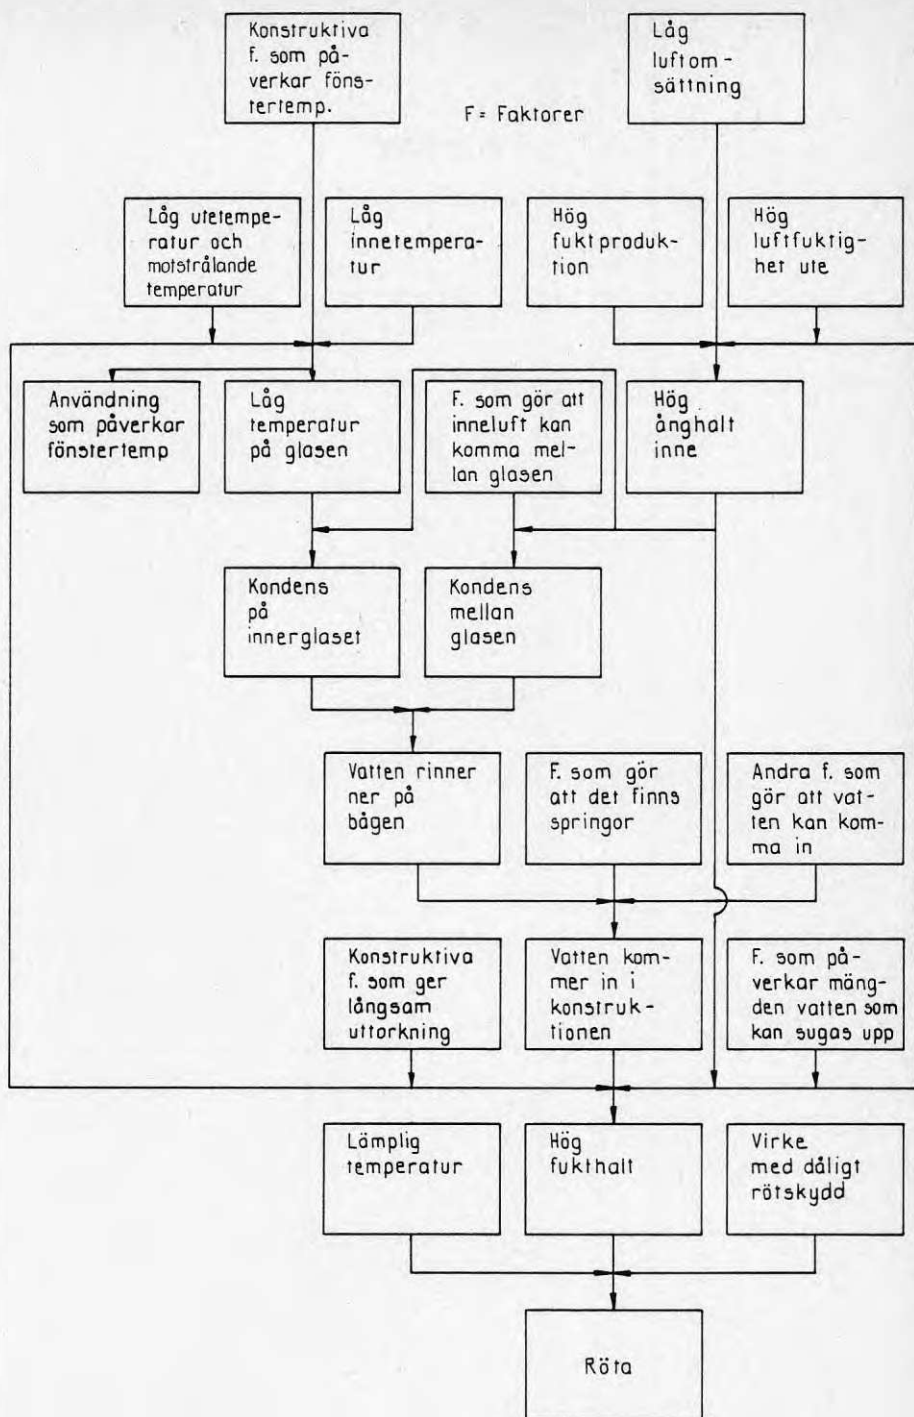 Konstruktiva
f. som på-
verkar föns-
tertemp.
Låg
luftom-
sättning
F = Faktorer
Låg utetempe-
ratur och
motstrålande
temperatur
Låg
innetempera-
tur
Hög
fuktproduk-
tion
Hög
luftfuktig-
het ute
Användning
som påverkar
fönstertemp
Låg
temperatur
på glasen
F. som gör att
inneluft kan
komma mel-
lan glasen
Hög
ånghalt
inne
Kondens
på
innerglaset
Kondens
mellan
glasen
Vatten rinner
ner på
bågen
F. som gör
att det finns
springor
Andra f. som
gör att vat-
ten kan kom-
ma in
Konstruktiva
f. som ger
långsam
uttorkning
Vatten kom-
mer in i
konstruk-
tionen
F. som på-
verkar mäng-
den vatten som
kan sugas upp
Lämplig
temperatur
Hög
fukthalt
Virke
med dåligt
rötskydd
Röta